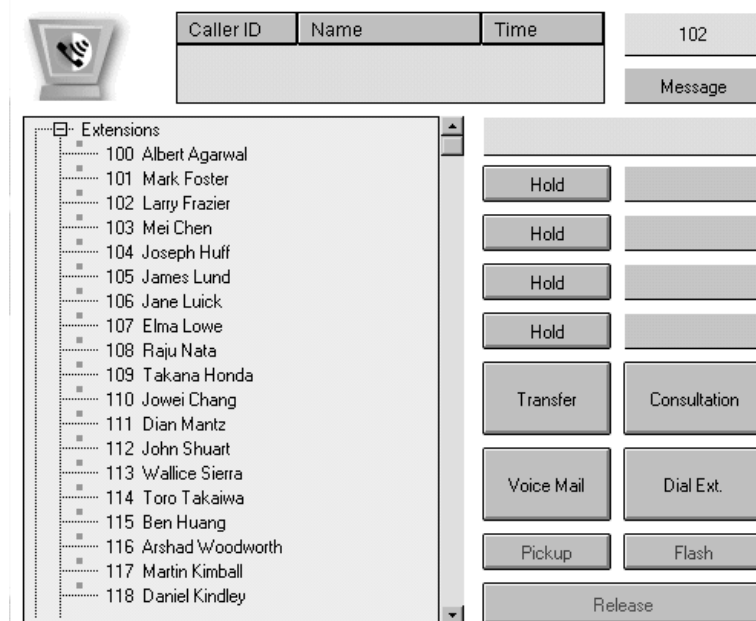 Caller ID Name Time
102
Message
Extensions
100 Albert Agarwal
101 Mark Foster
102 Larry Frazier
103 Mei Chen
104 Joseph Huff
105 James Lund
106 Jane Luick
107 Elma Lowe
108 Raju Nata
109 Takana Honda
110 Jowei Chang
111 Dian Mantz
112 John Shuart
113 Wallice Sierra
114 Toro Takaiwa
115 Ben Huang
116 Arshad Woodworth
117 Martin Kimball
118 Daniel Kindley
Hold
Hold
Hold
Hold
Transfer Consultation
Voice Mail Dial Ext.
Pickup Flash
Release